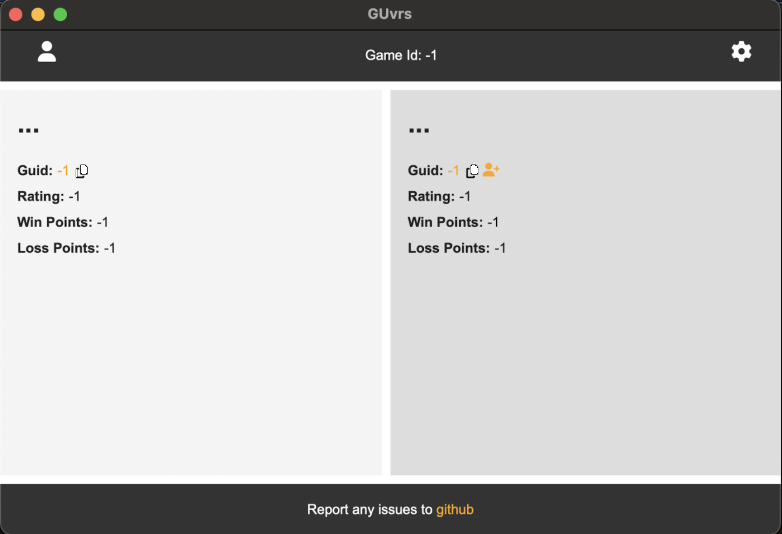 GUvrs
Game Id: -1
...
Guid: -1
Rating: -1
Win Points: -1
Loss Points: -1
...
Guid: -1
Rating: -1
Win Points: -1
Loss Points: -1
Report any issues to github